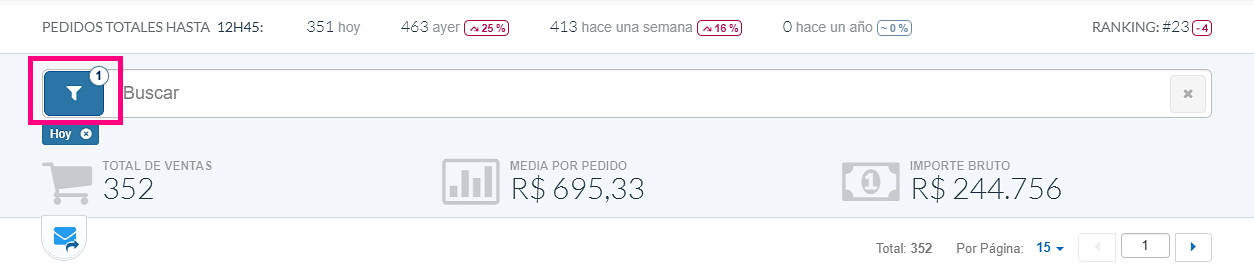 PEDIDOS TOTALES HASTA 12H45: 351 hoy 463 ayer 25 % 413 hace una semana 16 % 0 hace un año ~ 0 % RANKING: #23 - 4
1
Buscar
Hoy
TOTAL DE VENTAS
352
MEDIA POR PEDIDO
R$ 695,33
IMPORTE BRUTO
R$ 244.756
Total: 352 Por Página: 15 1